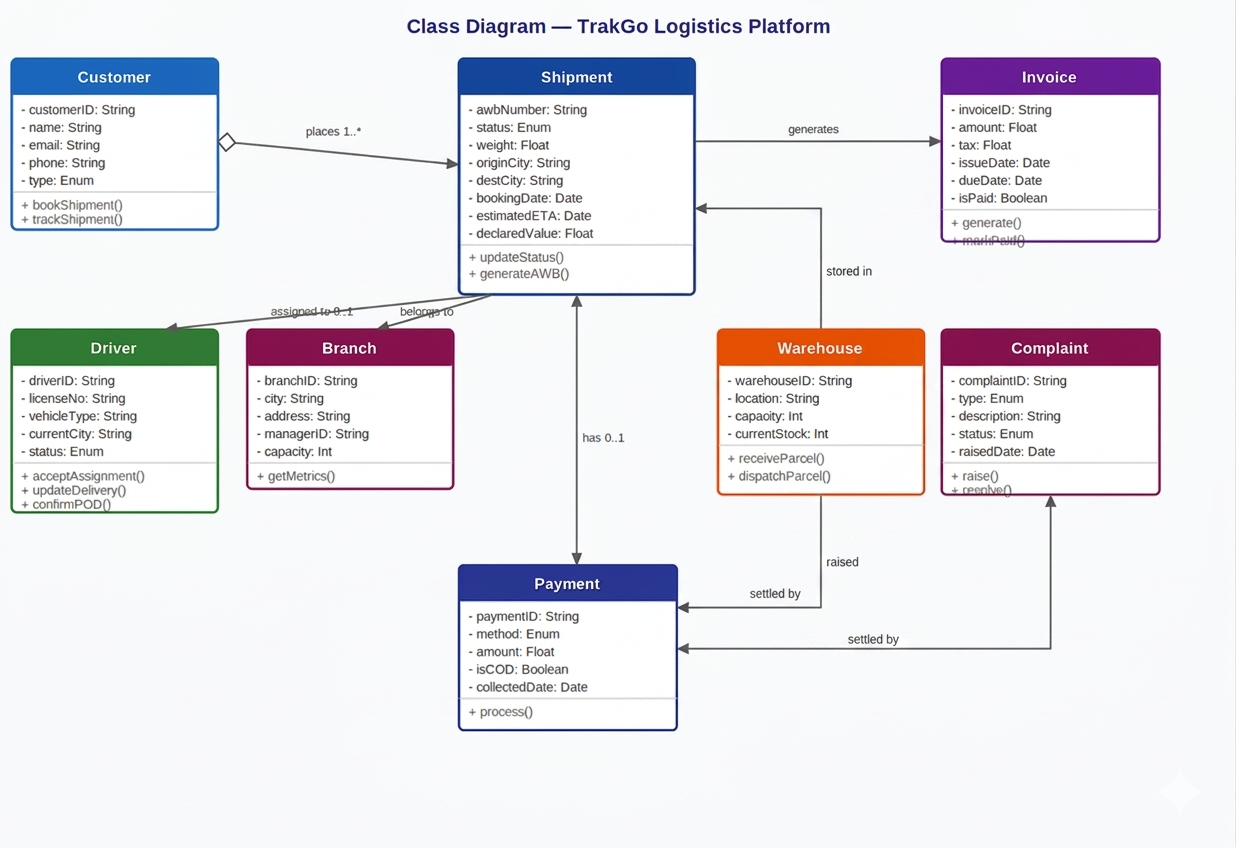 Class Diagram — TrakGo Logistics Platform
Customer
- customerID: String
- name: String
- email: String
- phone: String
- type: Enum
+ bookShipment()
+ trackShipment()
places 1..*
Shipment
- awbNumber: String
- status: Enum
- weight: Float
- originCity: String
- destCity: String
- bookingDate: Date
- estimatedETA: Date
- declaredValue: Float
+ updateStatus()
+ generateAWB()
generates
Invoice
- invoiceID: String
- amount: Float
- tax: Float
- issueDate: Date
- dueDate: Date
- isPaid: Boolean
+ generate()
+ markPaid()
stored in
assigned to 0..1
belongs to
Driver
- driverID: String
- licenseNo: String
- vehicleType: String
- currentCity: String
- status: Enum
+ acceptAssignment()
+ updateDelivery()
+ confirmPOD()
Branch
- branchID: String
- city: String
- address: String
- managerID: String
- capacity: Int
+ getMetrics()
has 0..1
Warehouse
- warehouseID: String
- location: String
- capacity: Int
- currentStock: Int
+ receiveParcel()
+ dispatchParcel()
Complaint
- complaintID: String
- type: Enum
- description: String
- status: Enum
- raisedDate: Date
+ raise()
+ resolve()
raised
settled by
settled by
Payment
- paymentID: String
- method: Enum
- amount: Float
- isCOD: Boolean
- collectedDate: Date
+ process()